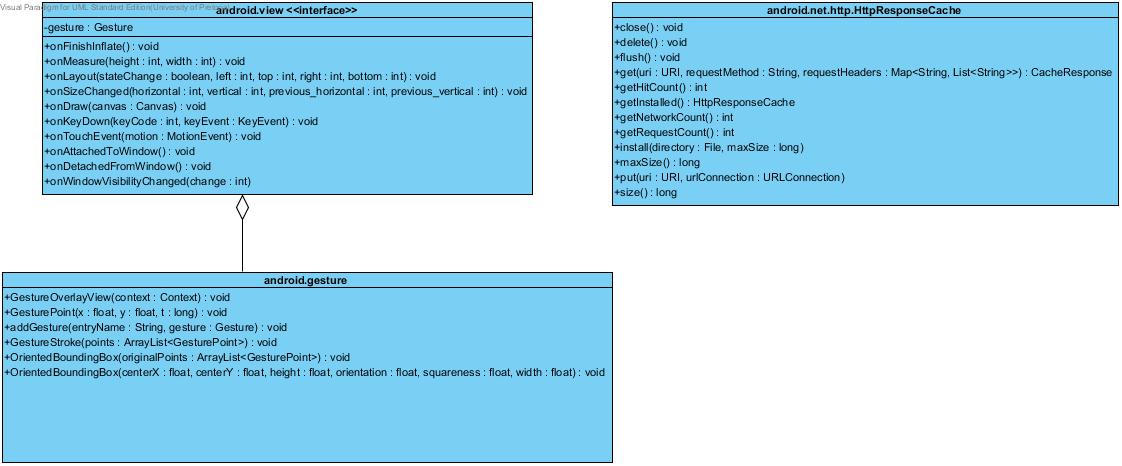 Visual Paradigm for UML Standard Edition(University of Pretoria)
android.view <<interface>>
-gesture : Gesture
+onFinishInflate() : void
+onMeasure(height : int, width : int) : void
+onLayout(stateChange : boolean, left : int, top : int, right : int, bottom : int) : void
+onSizeChanged(horizontal : int, vertical : int, previous_horizontal : int, previous_vertical : int) : void
+onDraw(canvas : Canvas) : void
+onKeyDown(keyCode : int, keyEvent : KeyEvent) : void
+onTouchEvent(motion : MotionEvent) : void
+onAttachedToWindow() : void
+onDetachedFromWindow() : void
+onWindowVisibilityChanged(change : int)
android.net.http.HttpResponseCache
+close() : void
+delete() : void
+flush() : void
+get(uri : URI, requestMethod : String, requestHeaders : Map<String, List<String>>) : CacheResponse
+getHitCount() : int
+getInstalled() : HttpResponseCache
+getNetworkCount() : int
+getRequestCount() : int
+install(directory : File, maxSize : long)
+maxSize() : long
+put(uri : URI, urlConnection : URLConnection)
+size() : long
android.gesture
+GestureOverlayView(context : Context) : void
+GesturePoint(x : float, y : float, t : long) : void
+addGesture(entryName : String, gesture : Gesture) : void
+GestureStroke(points : ArrayList<GesturePoint>) : void
+OrientedBoundingBox(originalPoints : ArrayList<GesturePoint>) : void
+OrientedBoundingBox(centerX : float, centerY : float, height : float, orientation : float, squareness : float, width : float) : void